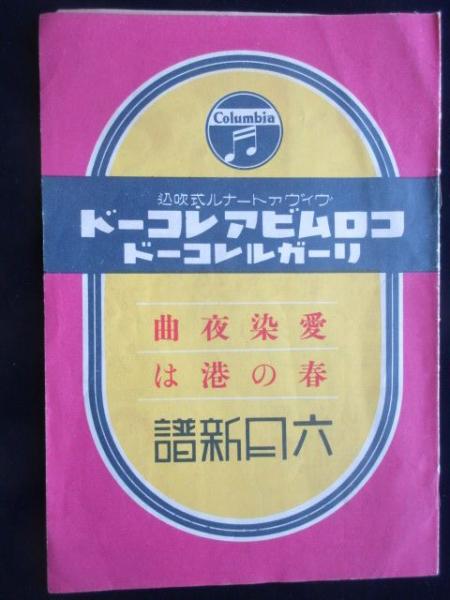 Columbia
ヴィヴァトーナル式吹込
コロムビアレコード
リーガルレコード
愛染夜曲
春の港は
六月新譜